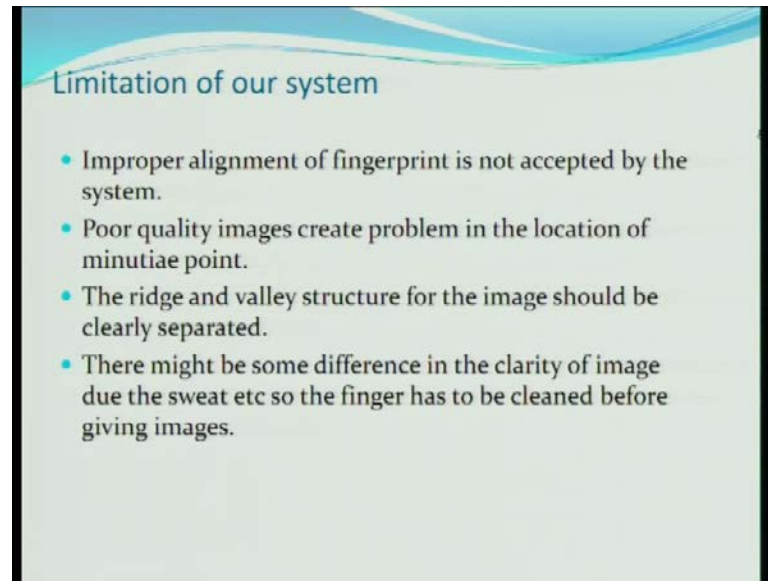 Limitation of our system
Improper alignment of fingerprint is not accepted by the
system.
Poor quality images create problem in the location of
minutiae point.
The ridge and valley structure for the image should be
clearly separated.
There might be some difference in the clarity of image
due the sweat etc so the finger has to be cleaned before
giving images.